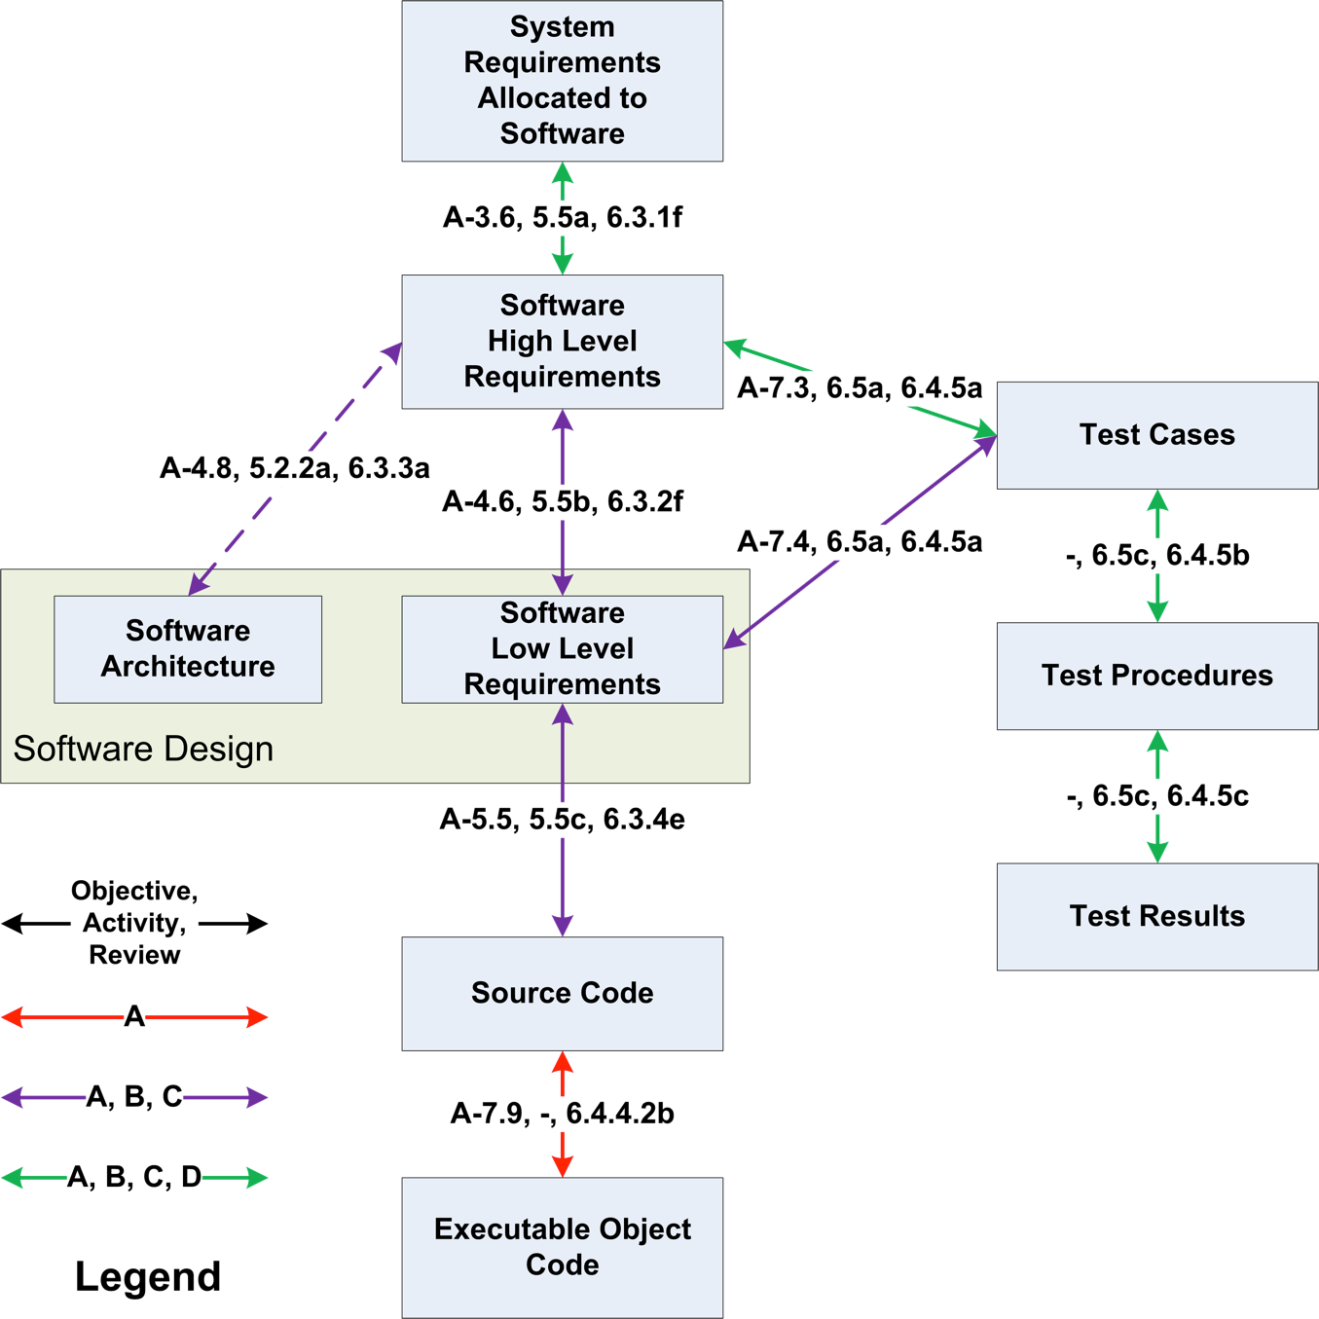 System
Requirements
Allocated to
Software
A-3.6, 5.5a, 6.3.1f
Software
High Level
Requirements
A-7.3, 6.5a, 6.4.5a
Test Cases
A-4.8, 5.2.2a, 6.3.3a
A-4.6, 5.5b, 6.3.2f
A-7.4, 6.5a, 6.4.5a
-, 6.5c, 6.4.5b
Software
Architecture
Software
Low Level
Requirements
Test Procedures
Software Design
-, 6.5c, 6.4.5c
A-5.5, 5.5c, 6.3.4e
Test Results
Source Code
A-7.9, -, 6.4.4.2b
Executable Object
Code
Objective,
Activity,
Review
A
A, B, C
A, B, C, D
Legend